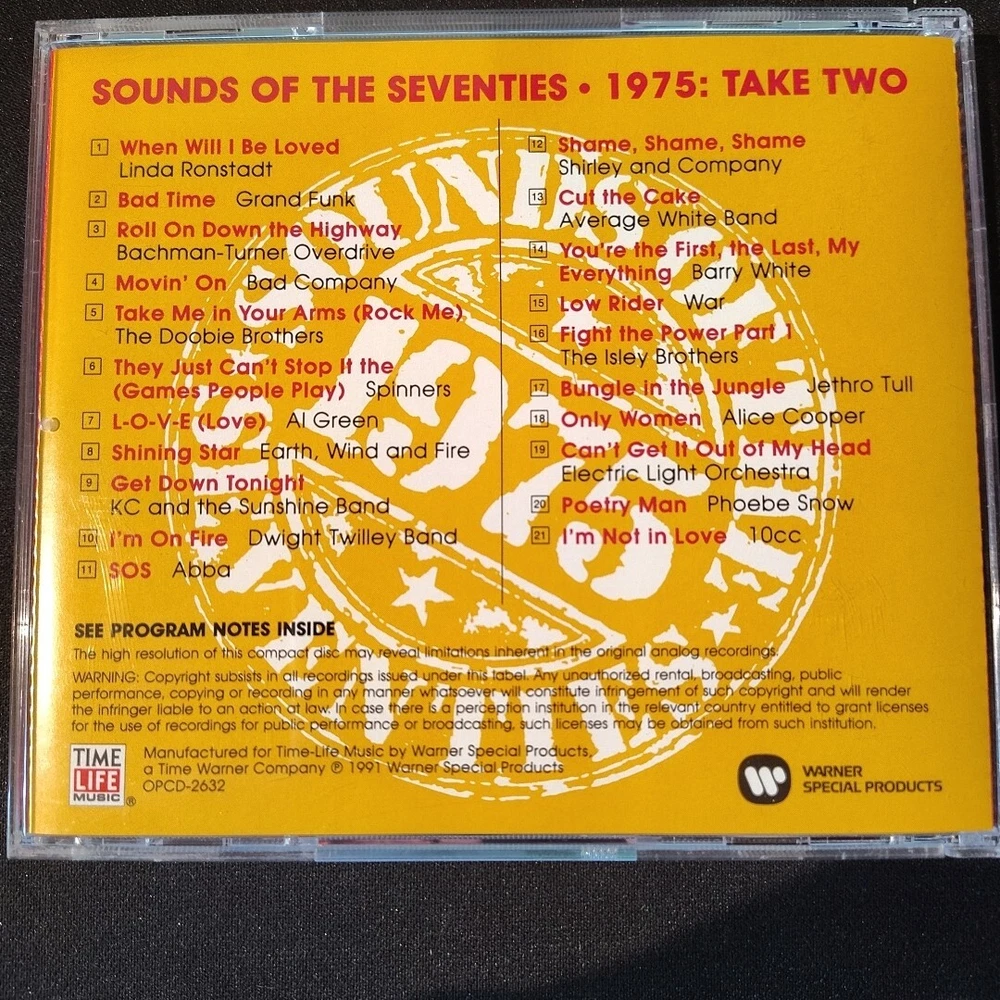 SOUNDS OF THE SEVENTIES • 1975: TAKE TWO
1 When Will I Be Loved
Linda Ronstadt
2 Bad Time Grand Funk
3 Roll On Down the Highway
Bachman-Turner Overdrive
4 Movin' On Bad Company
5 Take Me in Your Arms (Rock Me)
The Doobie Brothers
6 They Just Can't Stop It the
(Games People Play) Spinners
7 L-O-V-E (Love) Al Green
8 Shining Star Earth, Wind and Fire
9 Get Down Tonight
KC and the Sunshine Band
10 I'm On Fire Dwight Twilley Band
11 SOS Abba
12 Shame, Shame, Shame
Shirley and Company
13 Cut the Cake
Average White Band
14 You're the First, the Last, My
Everything Barry White
15 Low Rider War
16 Fight the Power Part 1
The Isley Brothers
17 Bungle in the Jungle Jethro Tull
18 Only Women Alice Cooper
19 Can't Get It Out of My Head
Electric Light Orchestra
20 Poetry Man Phoebe Snow
21 I'm Not in Love 10cc
SOUNDS OF THE SEVENTIES
70s
MUSIC
SEE PROGRAM NOTES INSIDE
The high resolution of this compact disc may reveal limitations inherent in the original analog recordings.
WARNING: Copyright subsists in all recordings issued under this label. Any unauthorized rental, broadcasting, public
performance, copying or recording in any manner whatsoever will constitute infringement of such copyright and will render
the infringer liable to an action at law. In case there is a perception institution in the relevant country entitled to grant licenses
for the use of recordings for public performance or broadcasting, such licenses may be obtained from such institution.
TIME
LIFE
MUSIC ®
Manufactured for Time-Life Music by Warner Special Products,
a Time Warner Company ℗ 1991 Warner Special Products
OPCD-2632
WARNER
SPECIAL PRODUCTS